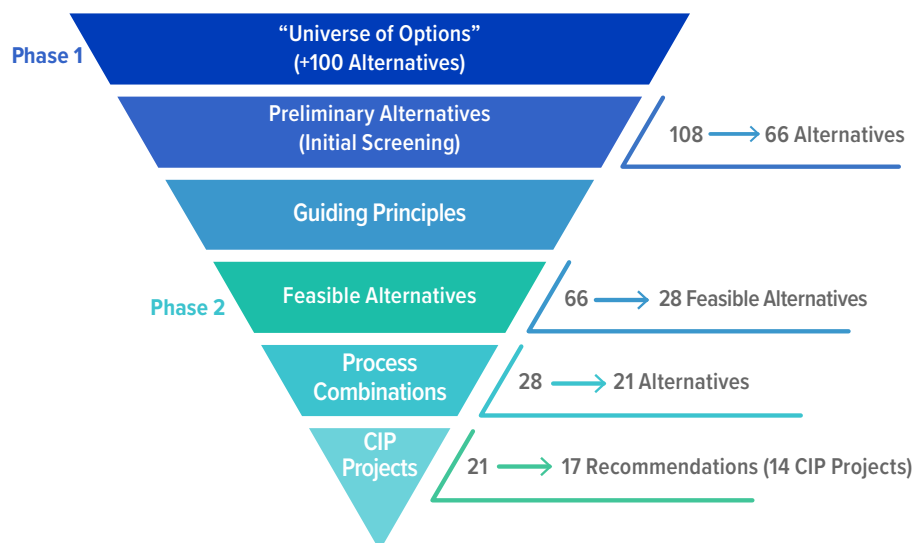 Phase 1
“Universe of Options”
(+100 Alternatives)
Preliminary Alternatives
(Initial Screening)
108 → 66 Alternatives
Guiding Principles
Phase 2
Feasible Alternatives
66 → 28 Feasible Alternatives
Process
Combinations
28 → 21 Alternatives
CIP
Projects
21 → 17 Recommendations (14 CIP Projects)